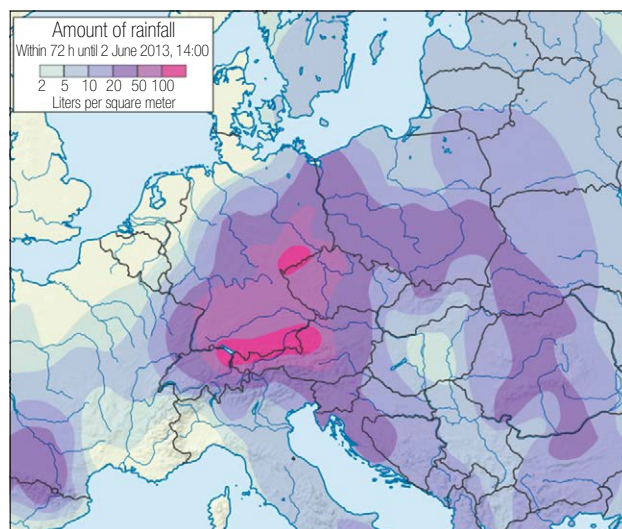 Amount of rainfall
Within 72 h until 2 June 2013, 14:00
2 5 10 20 50 100
Liters per square meter